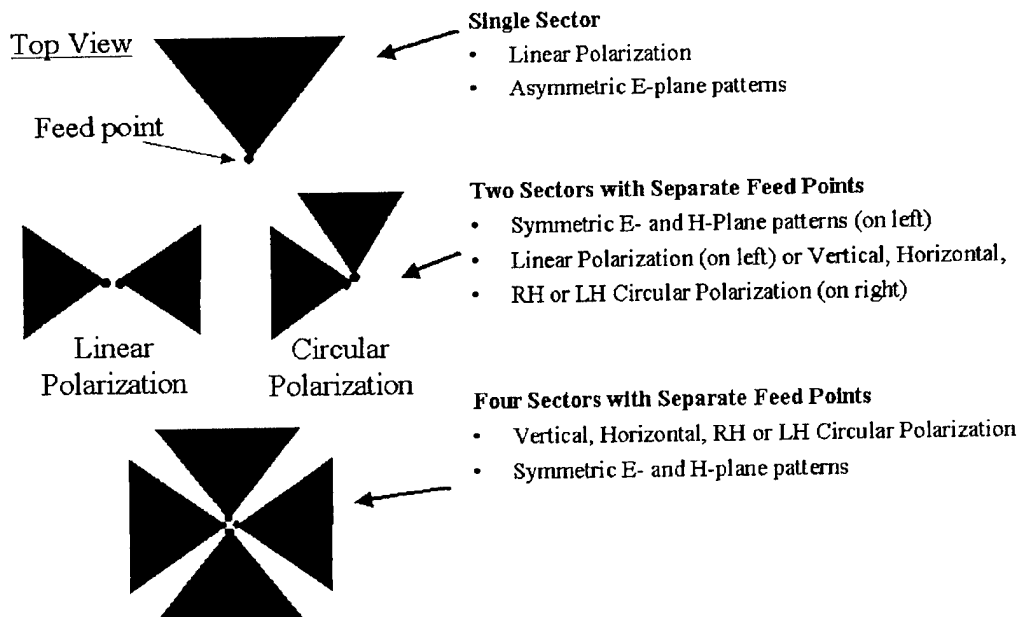 Top View
Feed point
Single Sector
• Linear Polarization
• Asymmetric E-plane patterns
Two Sectors with Separate Feed Points
• Symmetric E- and H-Plane patterns (on left)
• Linear Polarization (on left) or Vertical, Horizontal,
• RH or LH Circular Polarization (on right)
Linear
Polarization
Circular
Polarization
Four Sectors with Separate Feed Points
• Vertical, Horizontal, RH or LH Circular Polarization
• Symmetric E- and H-plane patterns